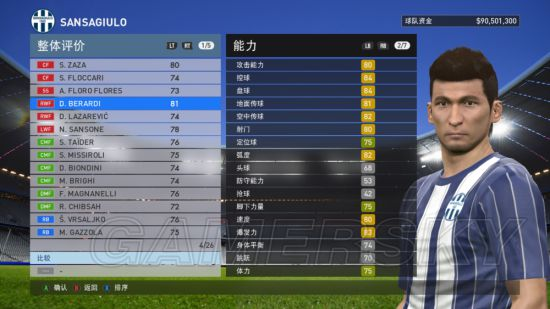 SANSAGIULO
球队资金 $90,501,300
整体评价 LT RT 1/5
CF S. ZAZA 80
CF S. FLOCCARI 74
SS A. FLORO FLORES 73
RWF D. BERARDI 81
RWF D. LAZAREVIĆ 74
LWF N. SANSONE 78
CMF S. TAÏDER 76
CMF S. MISSIROLI 75
CMF D. BIONDINI 74
CMF M. BRIGHI 74
CMF F. MAGNANELLI 76
CMF R. CHIBSAH 72
RB Š. VRSALJKO 76
RB M. GAZZOLA 75
4/26
比较
-
能力 LB RB 2/7
攻击能力 80
控球 84
盘球 84
地面传球 81
空中传球 82
射门 80
定位球 75
弧度 82
头球 68
防守能力 53
抢球 42
脚下力量 75
速度 80
爆发力 83
身体平衡 74
跳跃 70
体力 75
A 确认 B 返回 X 排序
GAMERSKY